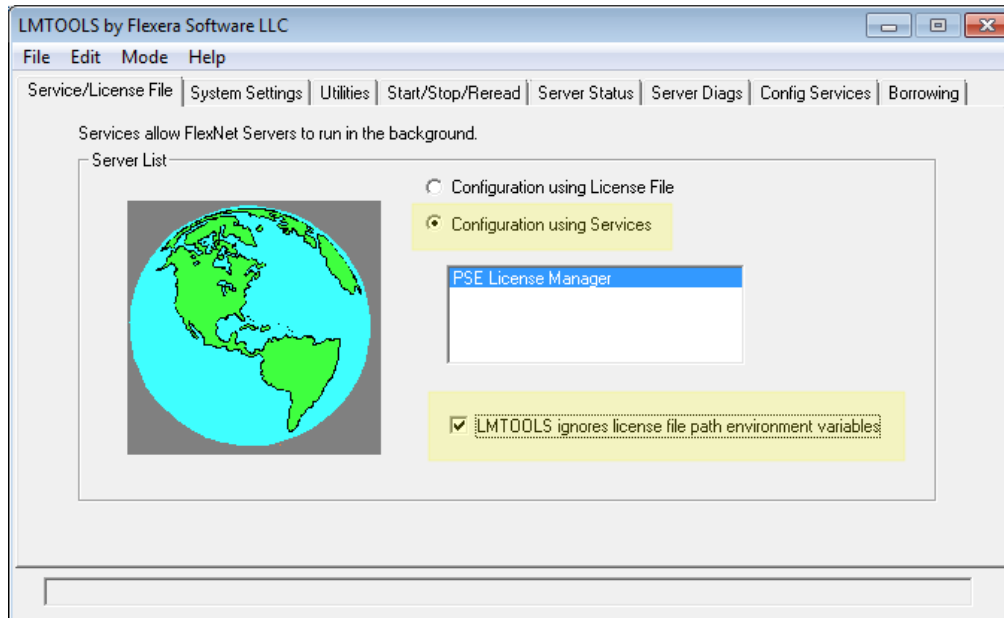 LMTOOLS by Flexera Software LLC
File Edit Mode Help
Service/License File System Settings Utilities Start/Stop/Reread Server Status Server Diags Config Services Borrowing
Services allow FlexNet Servers to run in the background.
Server List
Configuration using License File
Configuration using Services
PSE License Manager
LMTOOLS ignores license file path environment variables